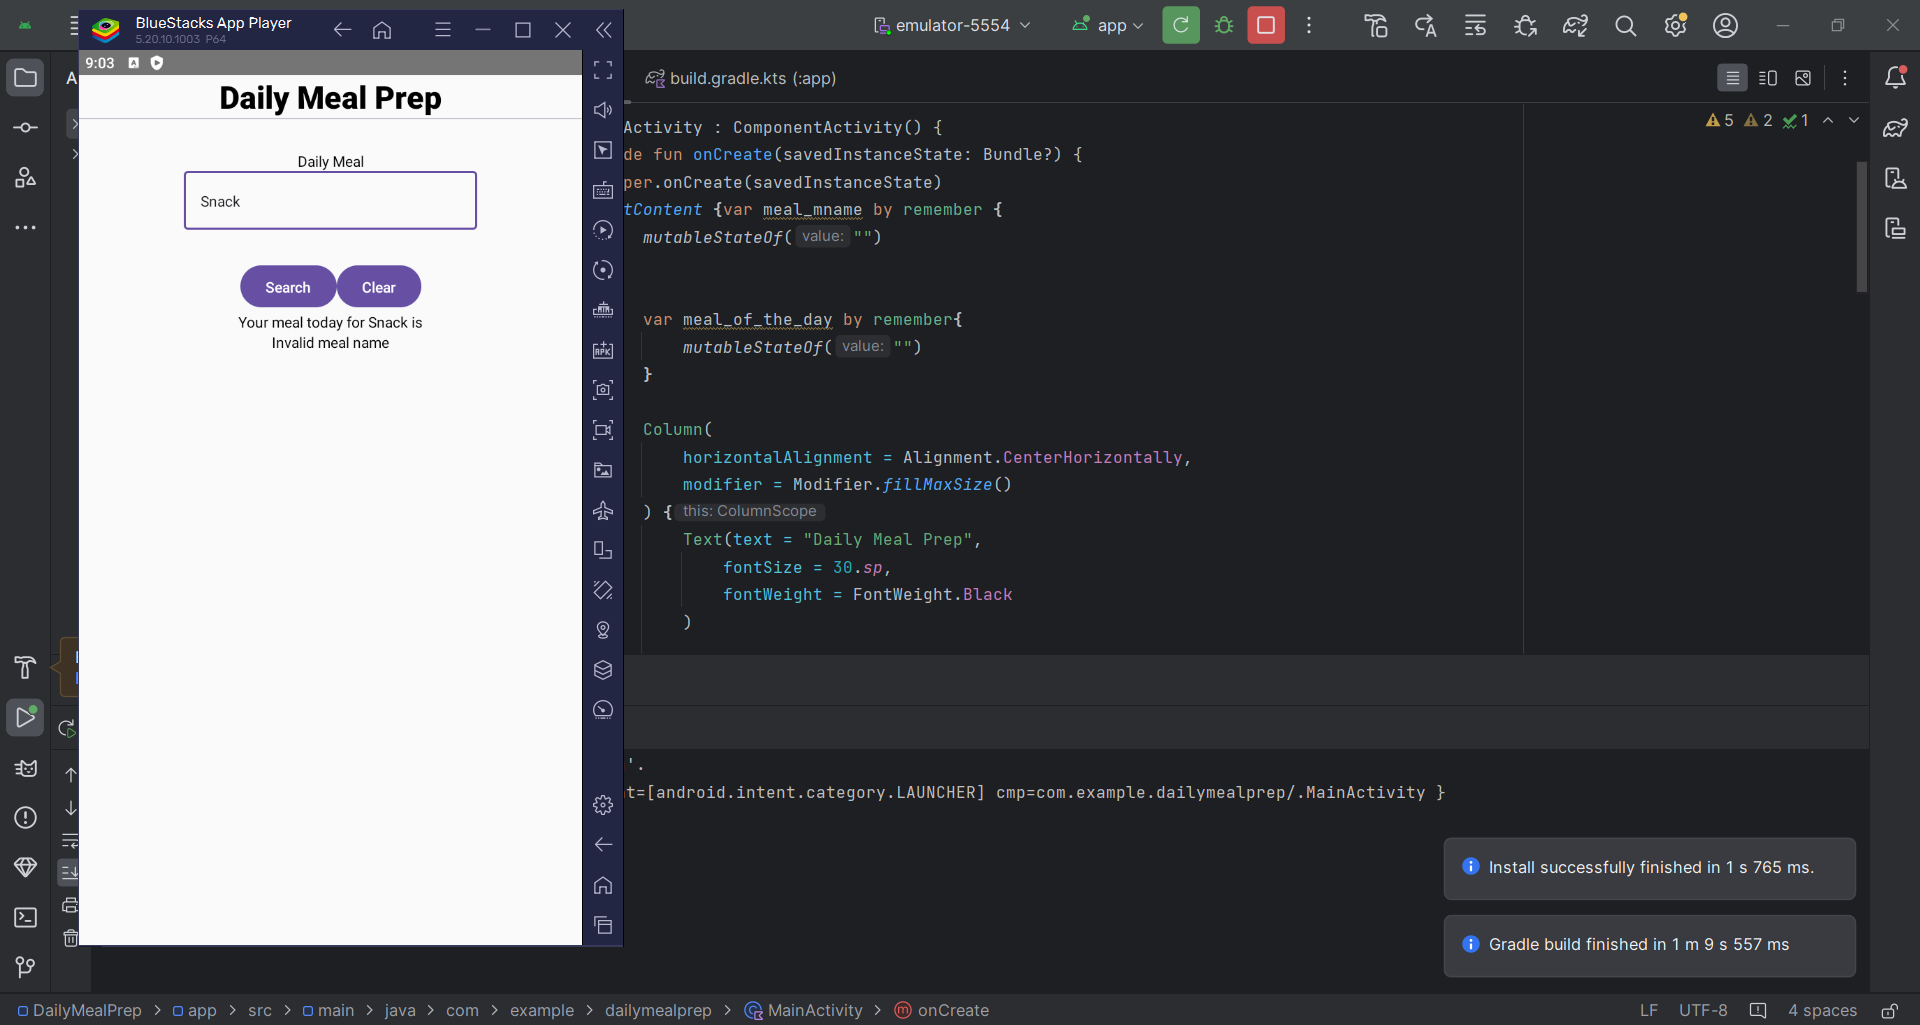 BlueStacks App Player
5.20.10.1003 P64
emulator-5554
app
9:03
Daily Meal Prep
Daily Meal
Snack
Search
Clear
Your meal today for Snack is
Invalid meal name
A
build.gradle.kts (:app)
5 2 1
Activity : ComponentActivity() {
de fun onCreate(savedInstanceState: Bundle?) {
per.onCreate(savedInstanceState)
tContent {var meal_mname by remember {
mutableStateOf( value: "")
var meal_of_the_day by remember{
mutableStateOf( value: "")
}
Column(
horizontalAlignment = Alignment.CenterHorizontally,
modifier = Modifier.fillMaxSize()
) { this: ColumnScope
Text(text = "Daily Meal Prep",
fontSize = 30.sp,
fontWeight = FontWeight.Black
)
'.
t=[android.intent.category.LAUNCHER] cmp=com.example.dailymealprep/.MainActivity }
Install successfully finished in 1 s 765 ms.
Gradle build finished in 1 m 9 s 557 ms
DailyMealPrep > app > src > main > java > com > example > dailymealprep > MainActivity > onCreate
LF UTF-8 4 spaces